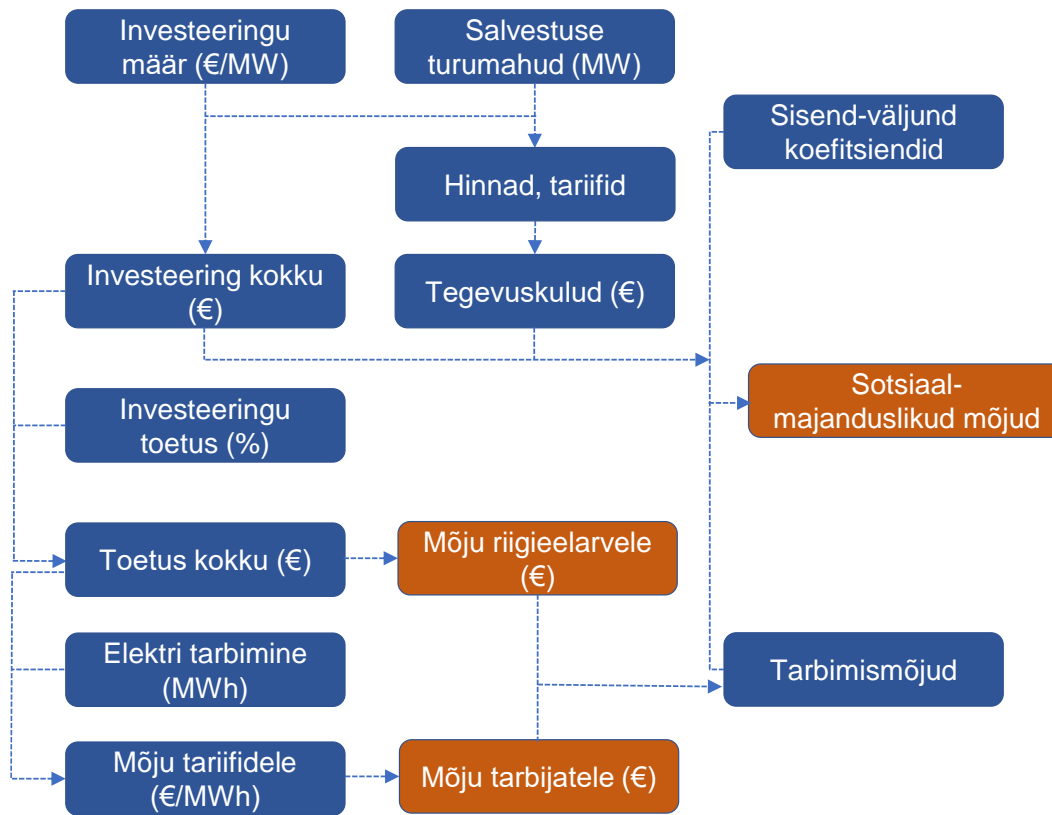 Investeeringu
määr (€/MW)
Salvestuse
turumahud (MW)
Sisend-väljund
koefitsiendid
Hinnad, tariifid
Investeering kokku
(€)
Tegevuskulud (€)
Investeeringu
toetus (%)
Sotsiaal-
majanduslikud mõjud
Toetus kokku (€)
Mõju riigieelarvele
(€)
Elektri tarbimine
(MWh)
Tarbimismõjud
Mõju tariifidele
(€/MWh)
Mõju tarbijatele (€)